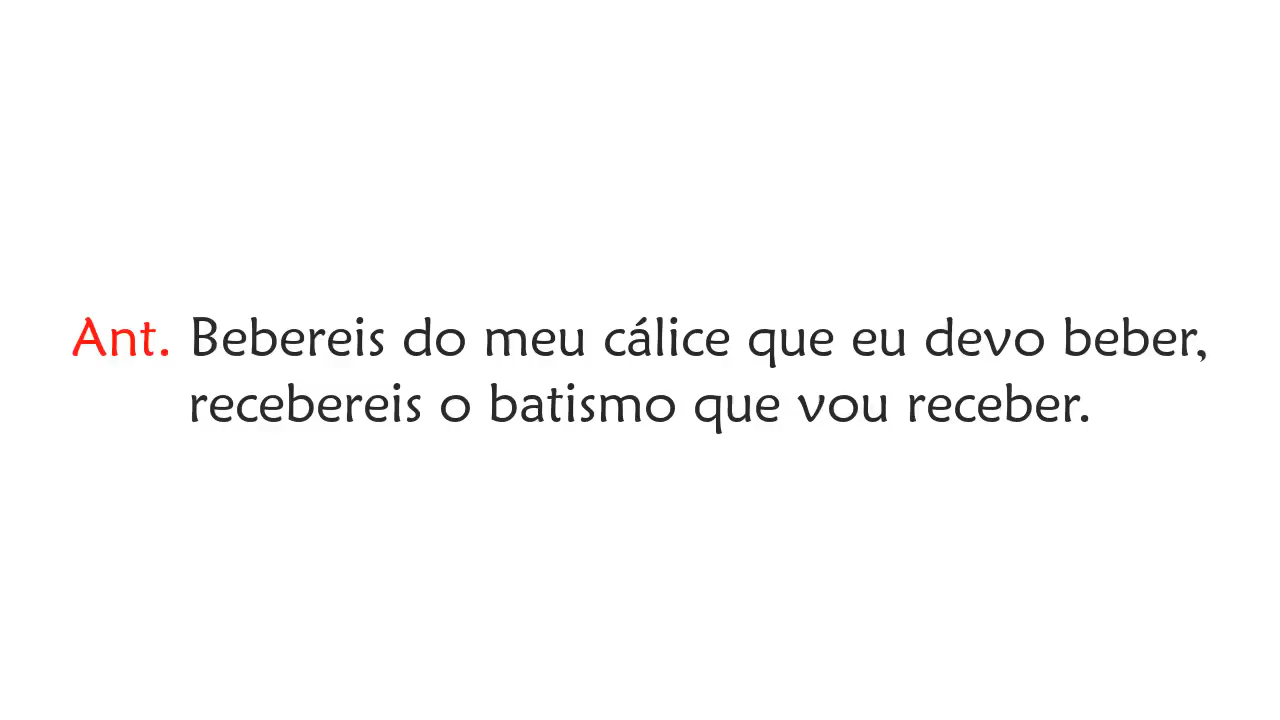 Ant. Bebereis do meu cálice que eu devo beber,
recebereis o batismo que vou receber.